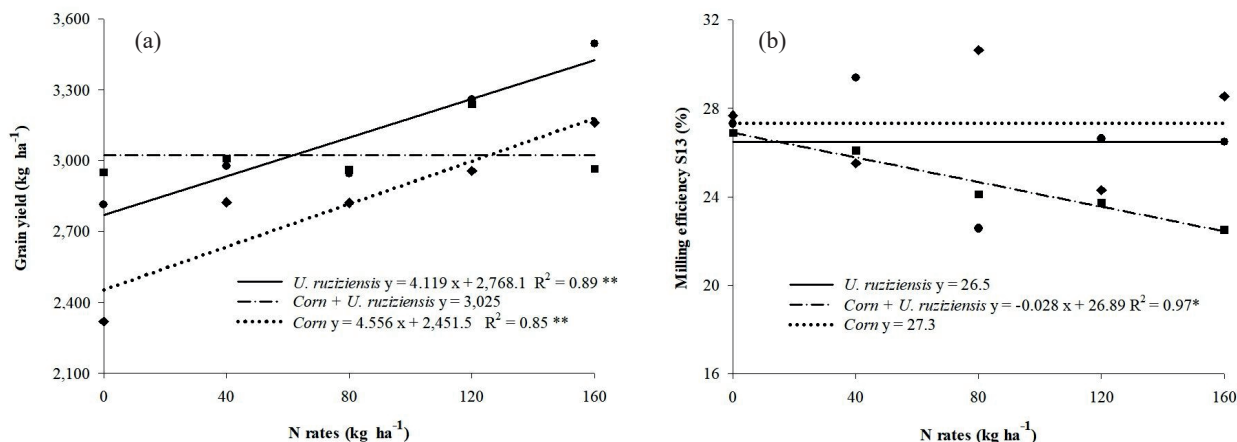 (a)
Grain yield (kg ha⁻¹)
3,600
3,300
3,000
2,700
2,400
2,100
U. ruziziensis y = 4.119 x + 2,768.1 R² = 0.89 **
Corn + U. ruziziensis y = 3,025
Corn y = 4.556 x + 2,451.5 R² = 0.85 **
0 40 80 120 160
N rates (kg ha⁻¹)
(b)
Milling efficiency S13 (%)
32
28
24
20
16
U. ruziziensis y = 26.5
Corn + U. ruziziensis y = -0.028 x + 26.89 R² = 0.97*
Corn y = 27.3
0 40 80 120 160
N rates (kg ha⁻¹)